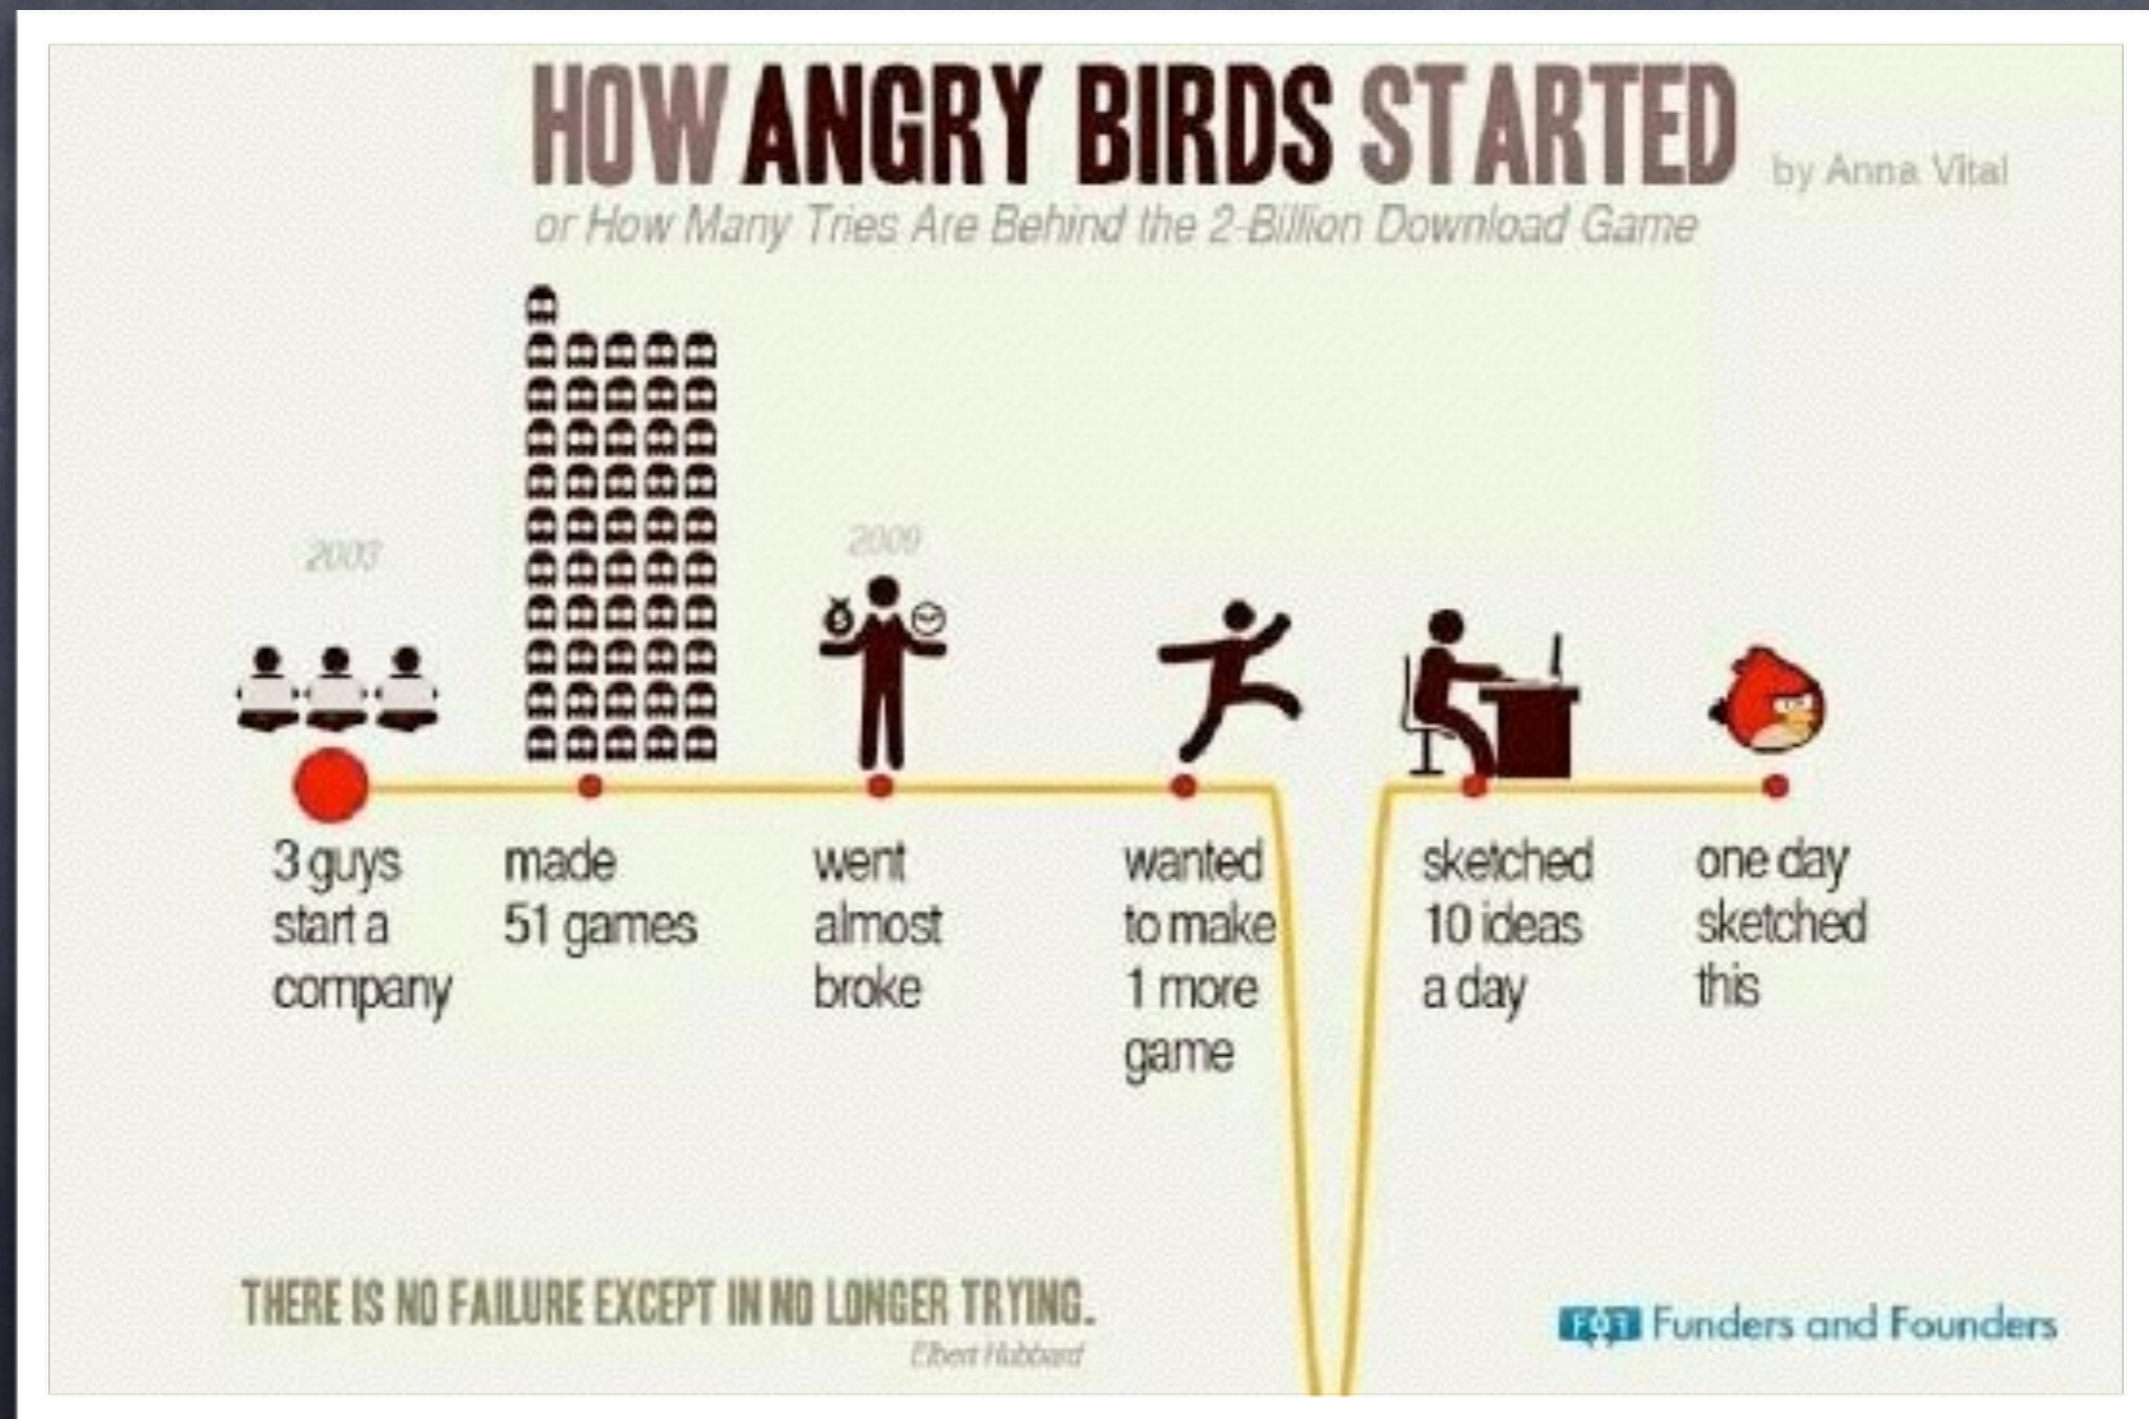 HOW ANGRY BIRDS STARTED
by Anna Vital
or How Many Tries Are Behind the 2-Billion Download Game
2003
2009
3 guys
start a
company
made
51 games
went
almost
broke
wanted
to make
1 more
game
sketched
10 ideas
a day
one day
sketched
this
THERE IS NO FAILURE EXCEPT IN NO LONGER TRYING.
Elbert Hubbard
Funders and Founders